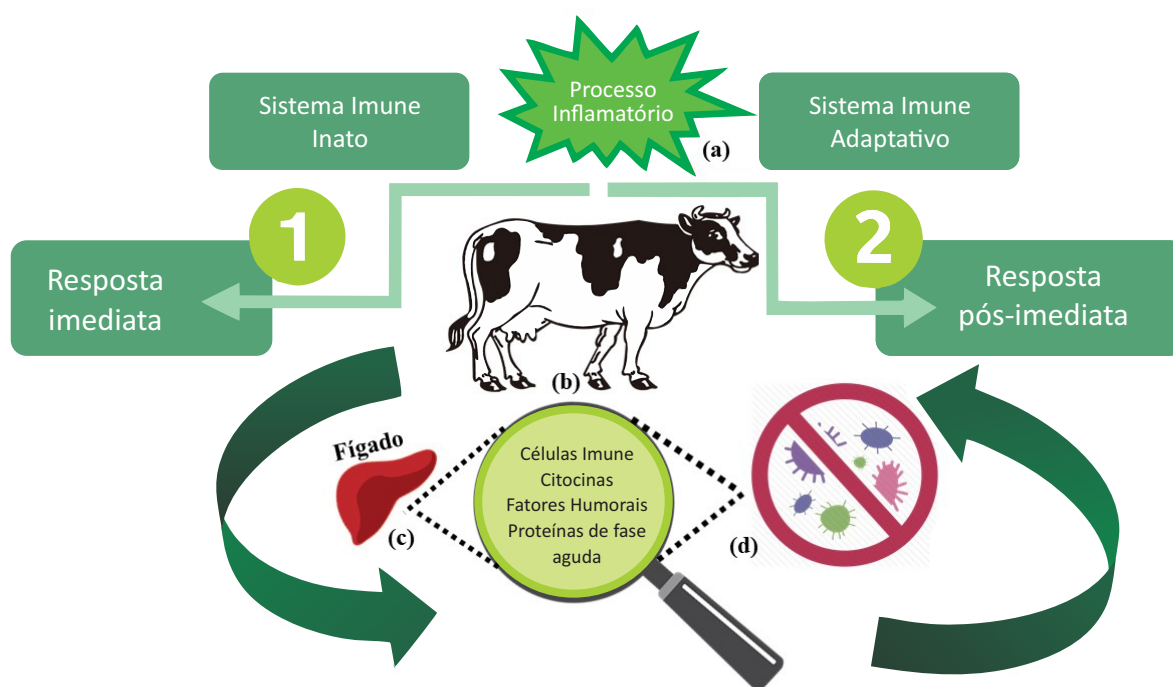 Sistema Imune
Inato
Processo
Inflamatório
(a)
Sistema Imune
Adaptativo
1
2
Resposta
imediata
Resposta
pós-imediata
(b)
Fígado
(c)
Células Imune
Citocinas
Fatores Humorais
Proteínas de fase
aguda
(d)